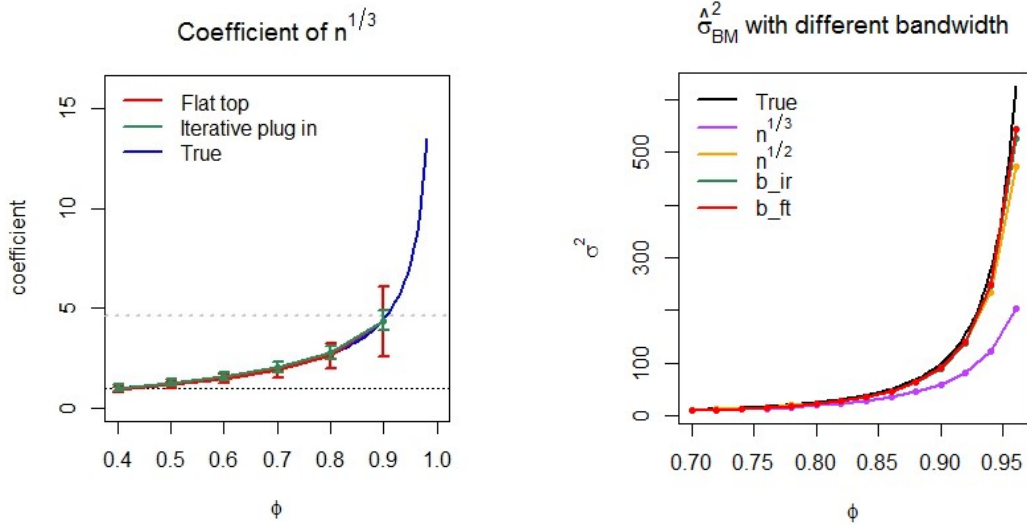 Coefficient of n^{1/3}
coefficient
15
10
5
0
Flat top
Iterative plug in
True
0.4 0.5 0.6 0.7 0.8 0.9 1.0
ϕ
σ̂²_BM with different bandwidth
σ²
500
300
100
0
True
n^{1/3}
n^{1/2}
b_ir
b_ft
0.70 0.75 0.80 0.85 0.90 0.95
ϕ